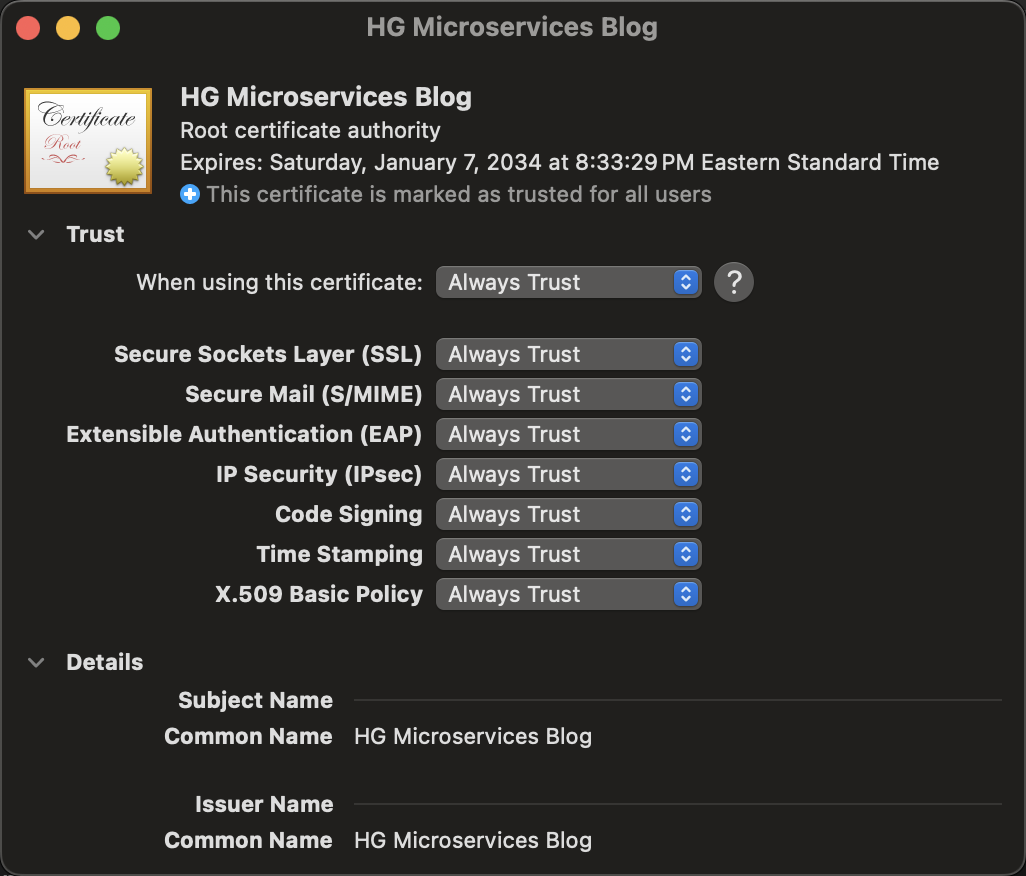 HG Microservices Blog
Certificate
Root
HG Microservices Blog
Root certificate authority
Expires: Saturday, January 7, 2034 at 8:33:29 PM Eastern Standard Time
This certificate is marked as trusted for all users
Trust
When using this certificate: Always Trust ?
Secure Sockets Layer (SSL) Always Trust
Secure Mail (S/MIME) Always Trust
Extensible Authentication (EAP) Always Trust
IP Security (IPsec) Always Trust
Code Signing Always Trust
Time Stamping Always Trust
X.509 Basic Policy Always Trust
Details
Subject Name
Common Name HG Microservices Blog
Issuer Name
Common Name HG Microservices Blog